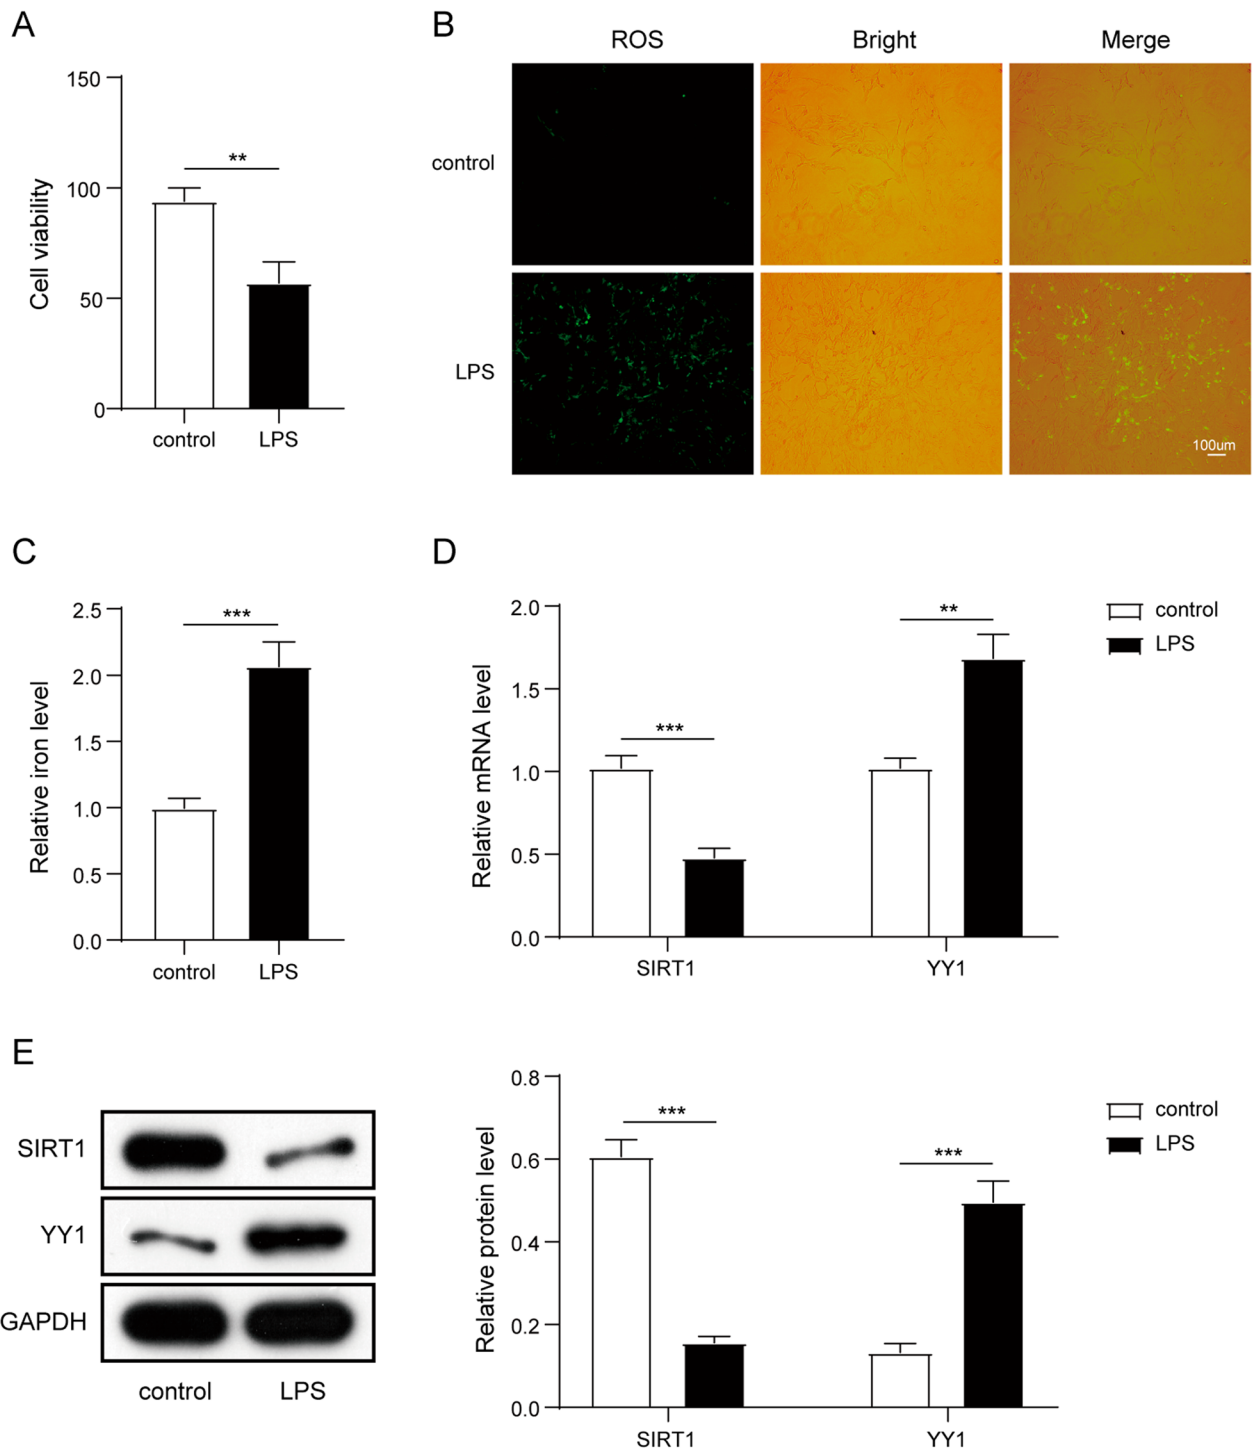 A
150
100
50
0
Cell viability
**
control
LPS
B
ROS
Bright
Merge
control
LPS
100um
C
2.5
2.0
1.5
1.0
0.5
0.0
Relative iron level
***
control
LPS
D
2.0
1.5
1.0
0.5
0.0
Relative mRNA level
***
**
SIRT1
YY1
control
LPS
E
SIRT1
YY1
GAPDH
control
LPS
0.8
0.6
0.4
0.2
0.0
Relative protein level
***
***
SIRT1
YY1
control
LPS